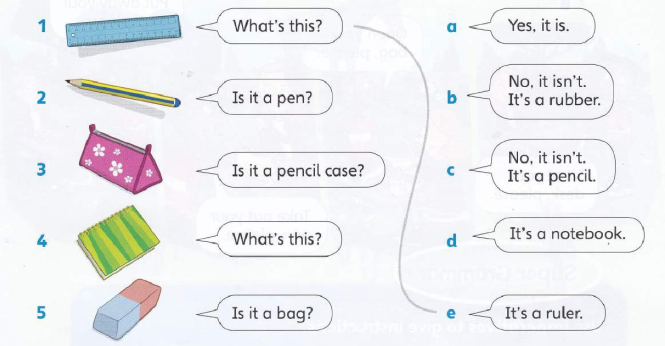 1 What's this? a Yes, it is.
2 Is it a pen? b No, it isn't.
It's a rubber.
3 Is it a pencil case? c No, it isn't.
It's a pencil.
4 What's this? d It's a notebook.
5 Is it a bag? e It's a ruler.